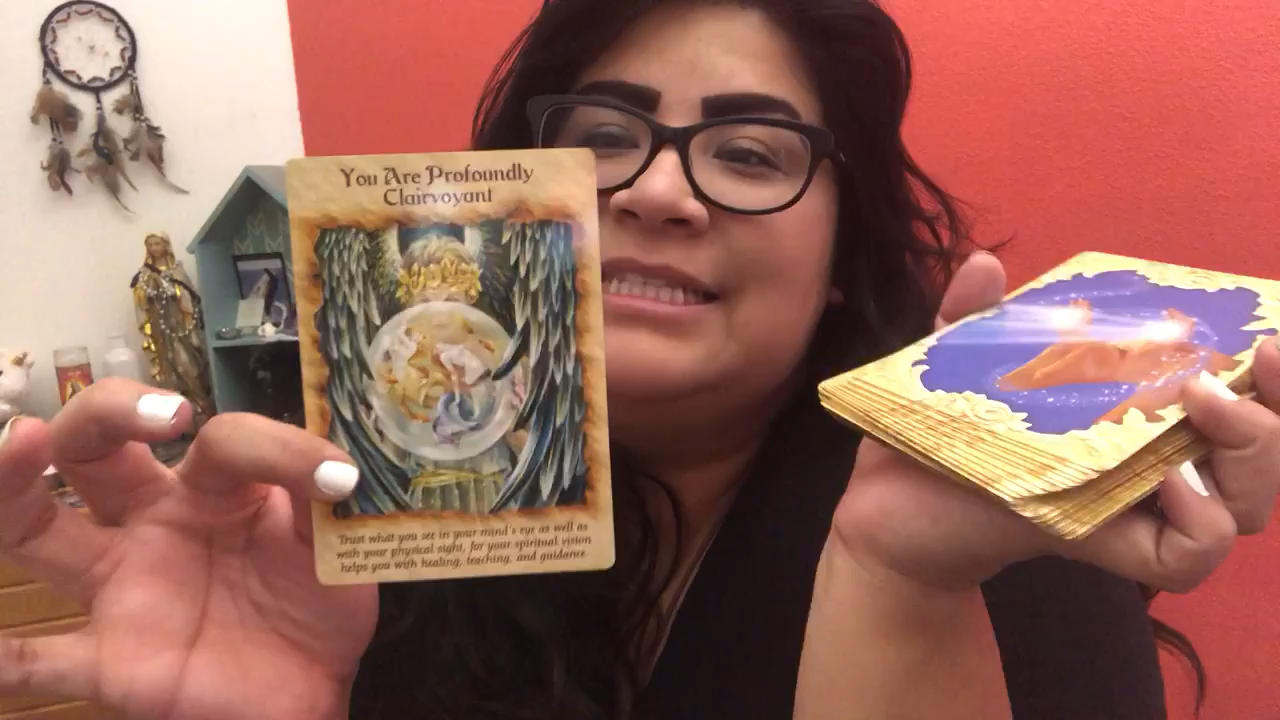 You Are Profoundly
Clairvoyant
Trust what you see in your mind's eye as well as
with your physical sight, for your spiritual vision
helps you with healing, teaching, and guidance.